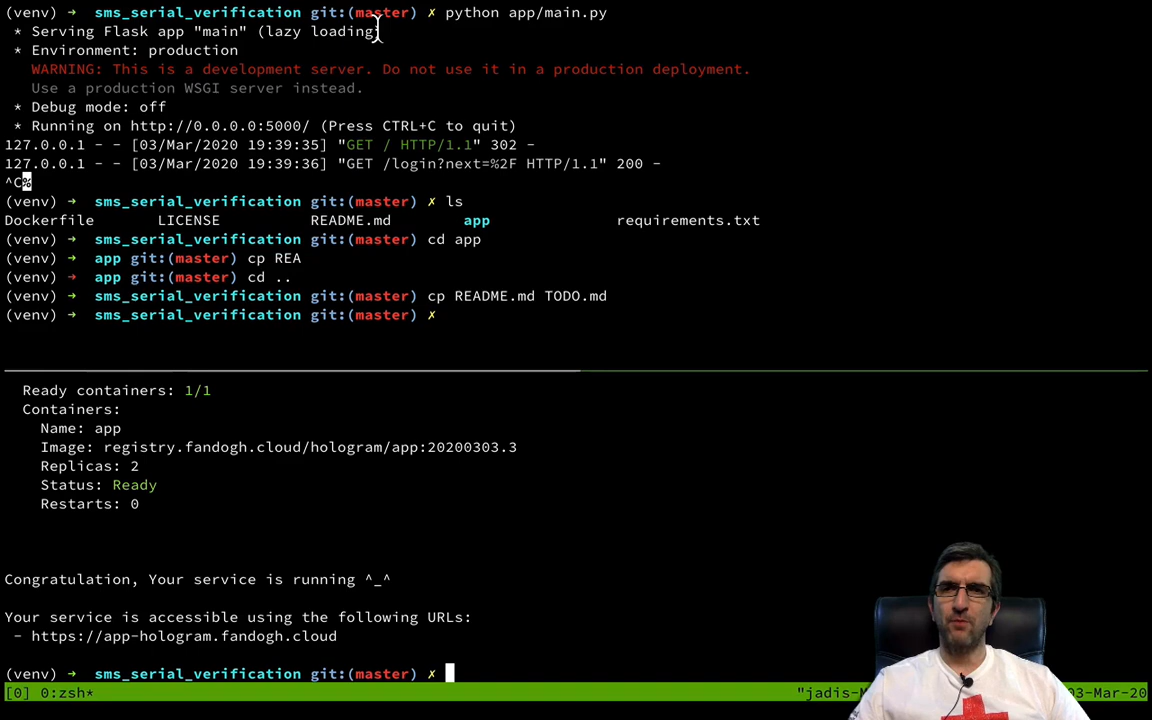 (venv) → sms_serial_verification git:(master) ✗ python app/main.py
* Serving Flask app "main" (lazy loading)
* Environment: production
WARNING: This is a development server. Do not use it in a production deployment.
Use a production WSGI server instead.
* Debug mode: off
* Running on http://0.0.0.0:5000/ (Press CTRL+C to quit)
127.0.0.1 - - [03/Mar/2020 19:39:35] "GET / HTTP/1.1" 302 -
127.0.0.1 - - [03/Mar/2020 19:39:36] "GET /login?next=%2F HTTP/1.1" 200 -
^C%
(venv) → sms_serial_verification git:(master) ✗ ls
Dockerfile LICENSE README.md app requirements.txt
(venv) → sms_serial_verification git:(master) ✗ cd app
(venv) → app git:(master) cp REA
(venv) → app git:(master) cd ..
(venv) → sms_serial_verification git:(master) ✗ cp README.md TODO.md
(venv) → sms_serial_verification git:(master) ✗
Ready containers: 1/1
Containers:
Name: app
Image: registry.fandogh.cloud/hologram/app:20200303.3
Replicas: 2
Status: Ready
Restarts: 0
Congratulation, Your service is running ^_^
Your service is accessible using the following URLs:
- https://app-hologram.fandogh.cloud
(venv) → sms_serial_verification git:(master) ✗
[0] 0:zsh* "jadis-M 03-Mar-20